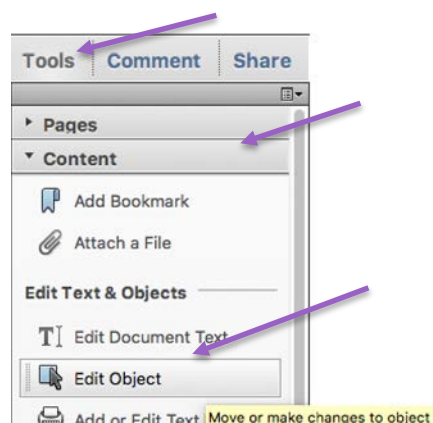 Tools Comment Share
Pages
Content
Add Bookmark
Attach a File
Edit Text & Objects
Edit Document Text
Edit Object
Add or Edit Text
Move or make changes to object